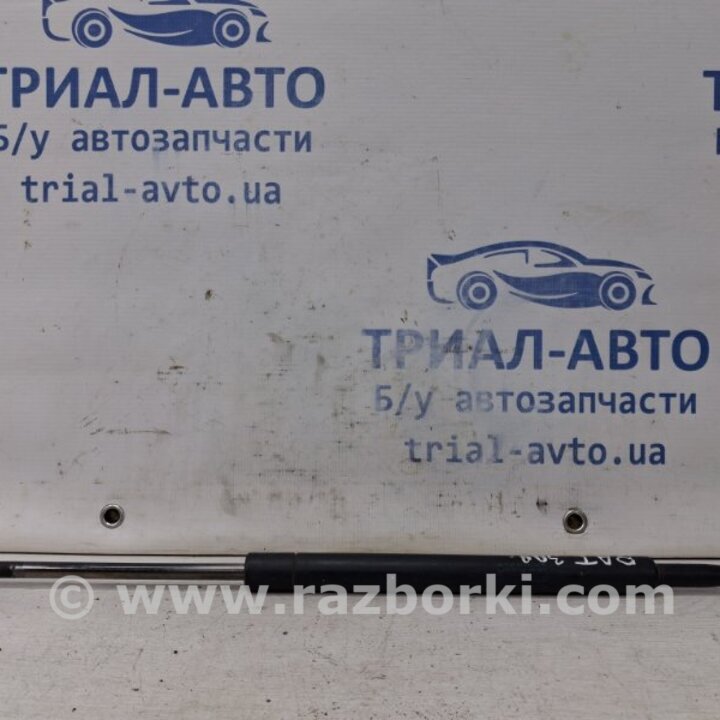 ТРИАЛ-АВТО
Б/у автозапчасти
trial-avto.ua
ТРИАЛ-АВТО
Б/у автозапчасти
trial-avto.ua
© www.razborki.com